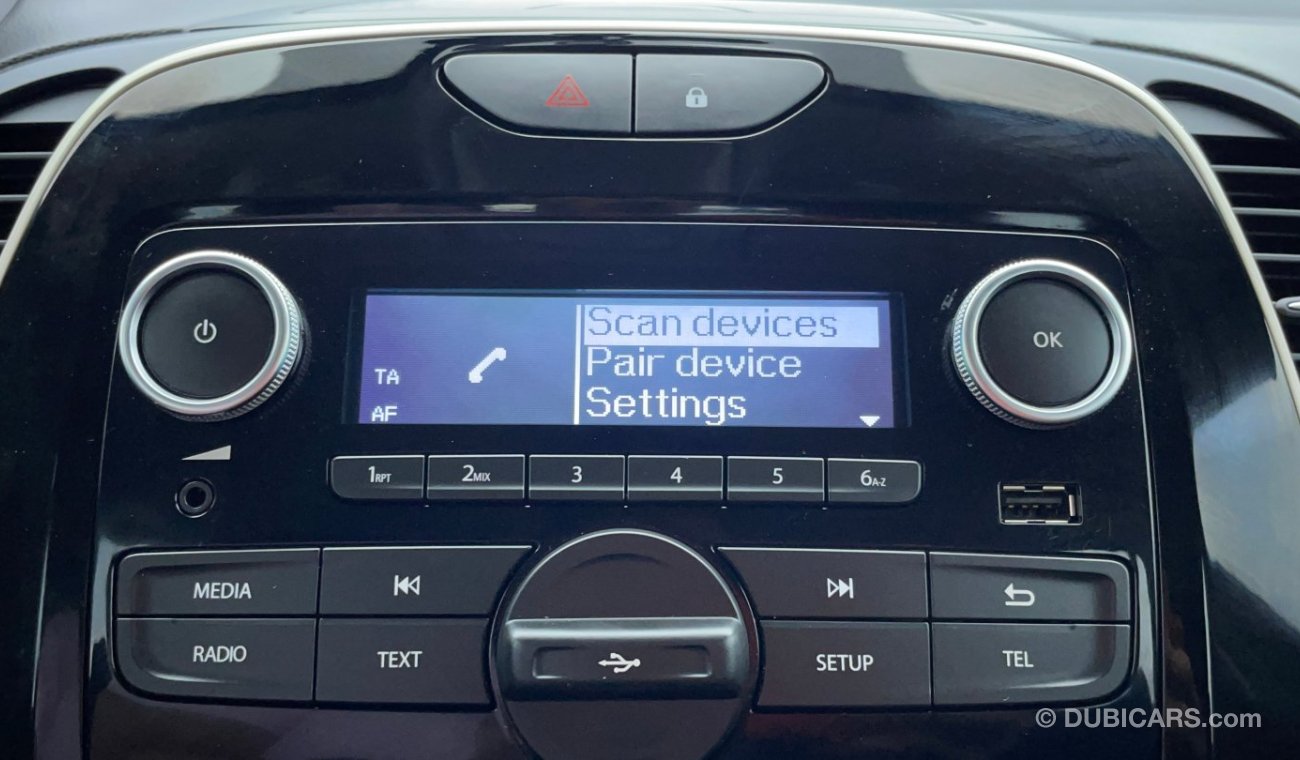 Scan devices
Pair device
Settings
TA
AF
OK
1RPT
2MIX
3
4
5
6A-Z
MEDIA
RADIO
TEXT
SETUP
TEL
© DUBICARS.com